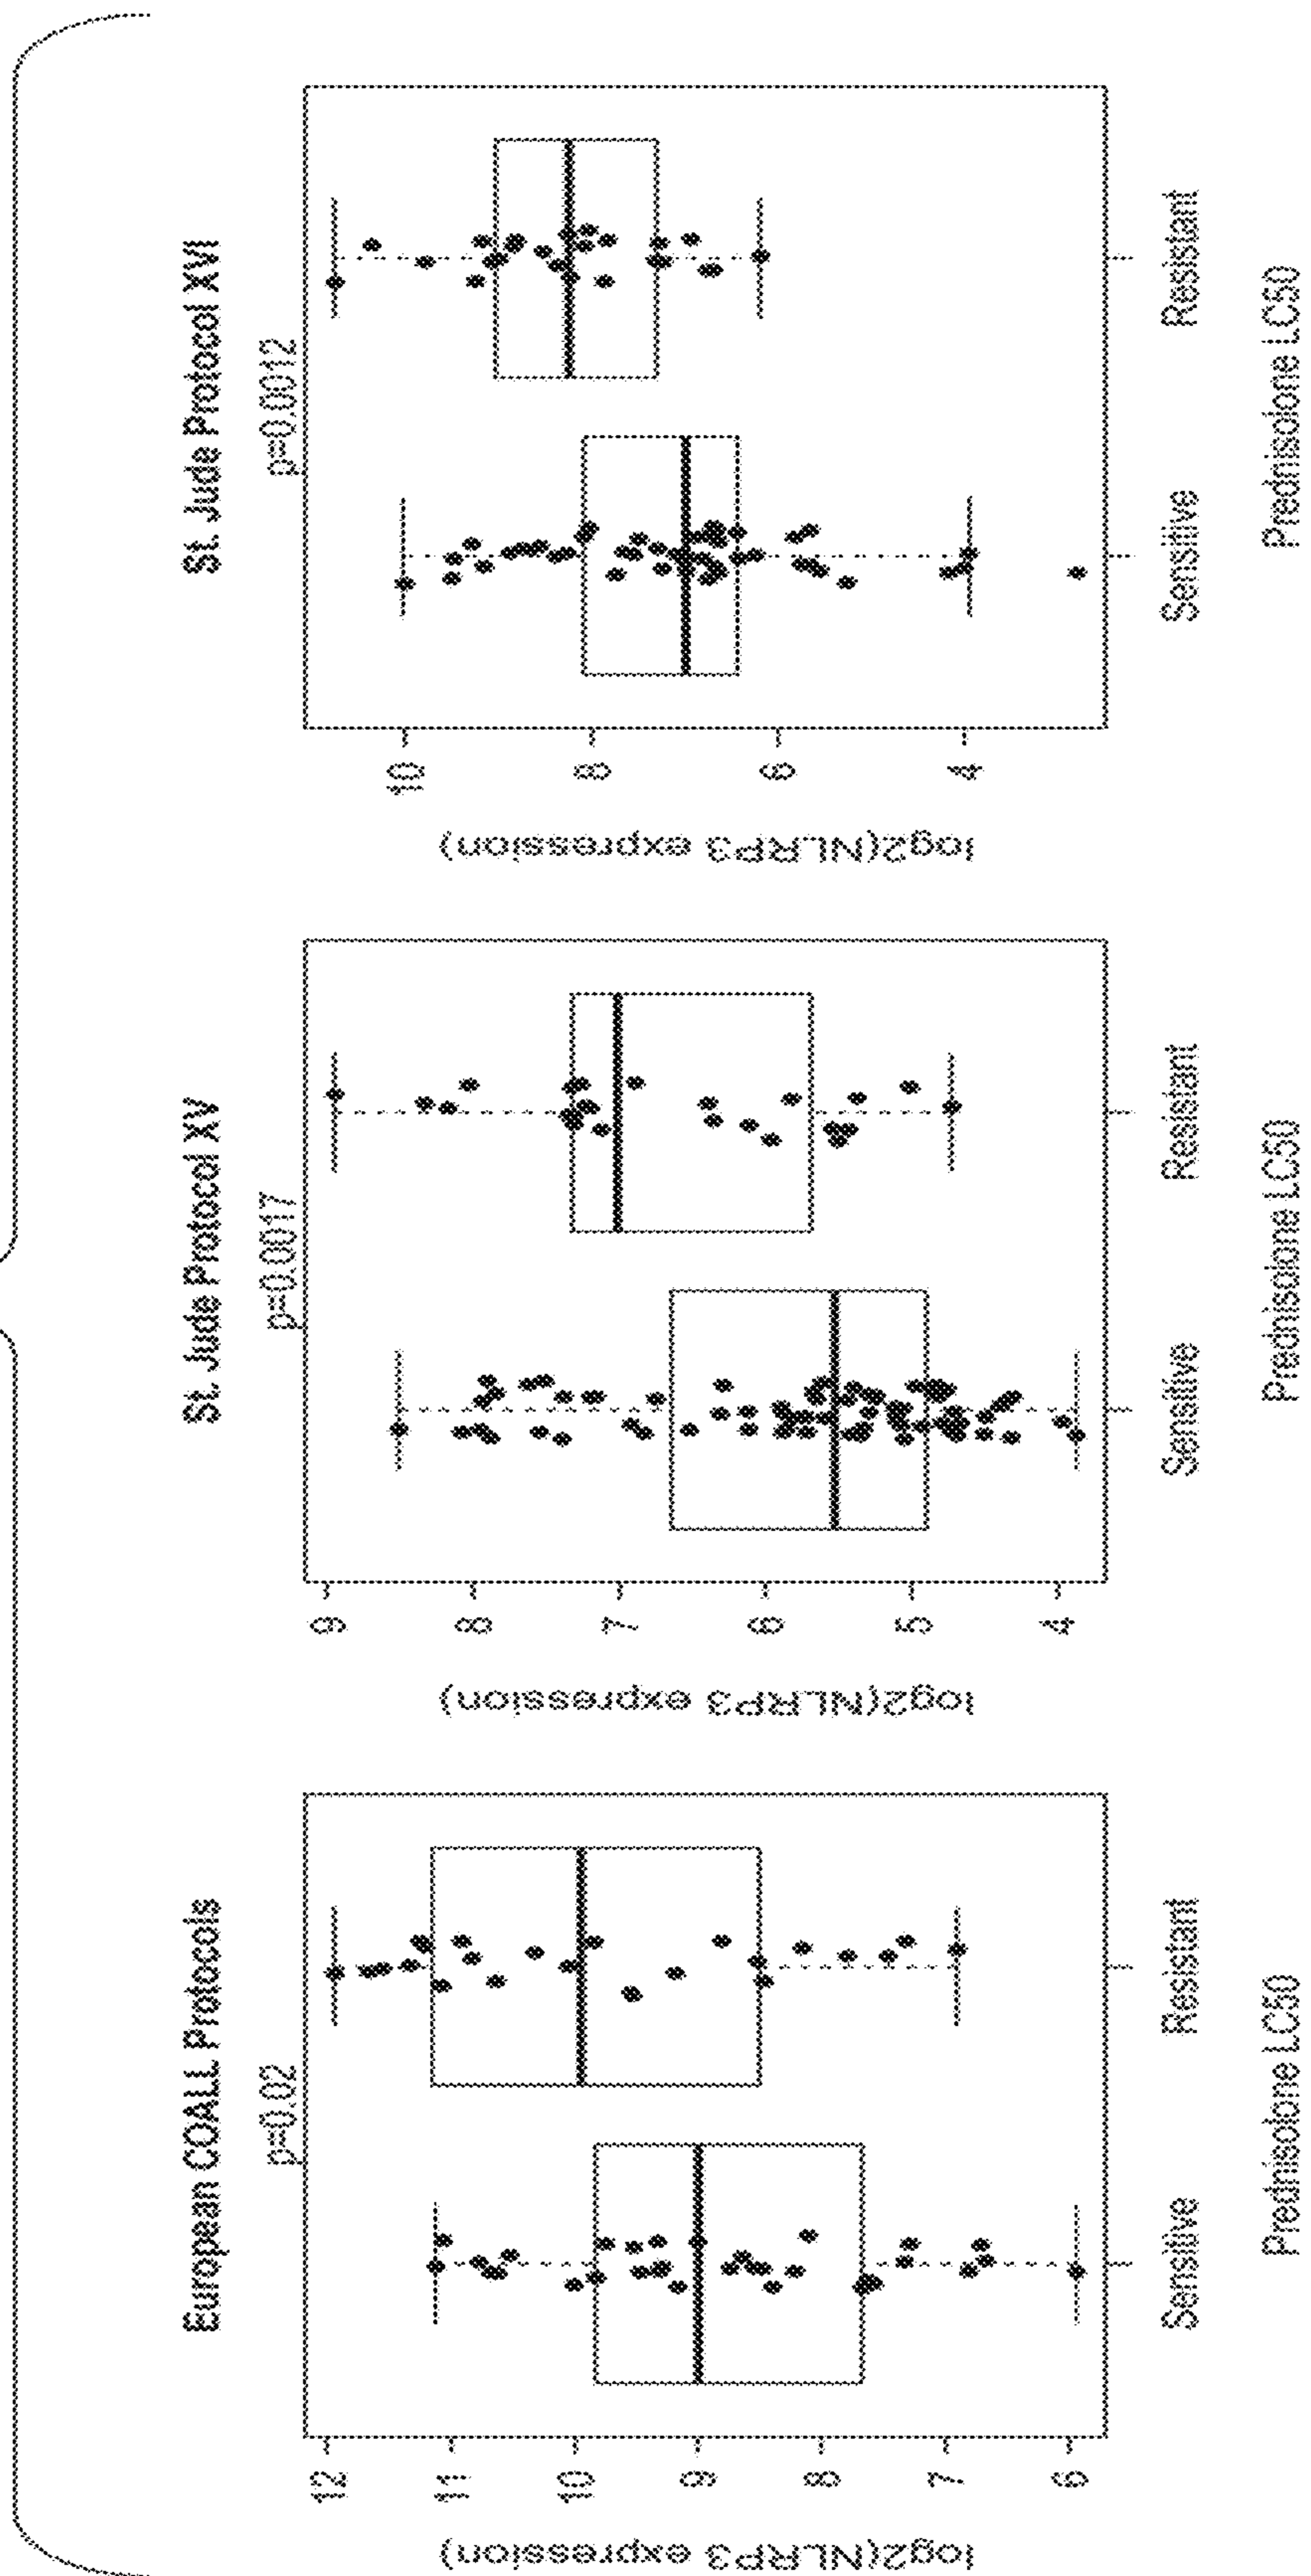 European COALL Protocols
p=0.02
log2(NLRP3 expression)
12
11
10
9
8
7
6
Sensitive
Resistant
Prednisolone LC50
St. Jude Protocol XV
p=0.0017
log2(NLRP3 expression)
9
8
7
6
5
4
Sensitive
Resistant
Prednisolone LC50
St. Jude Protocol XVI
p=0.0012
log2(NLRP3 expression)
10
8
6
4
Sensitive
Resistant
Prednisolone LC50